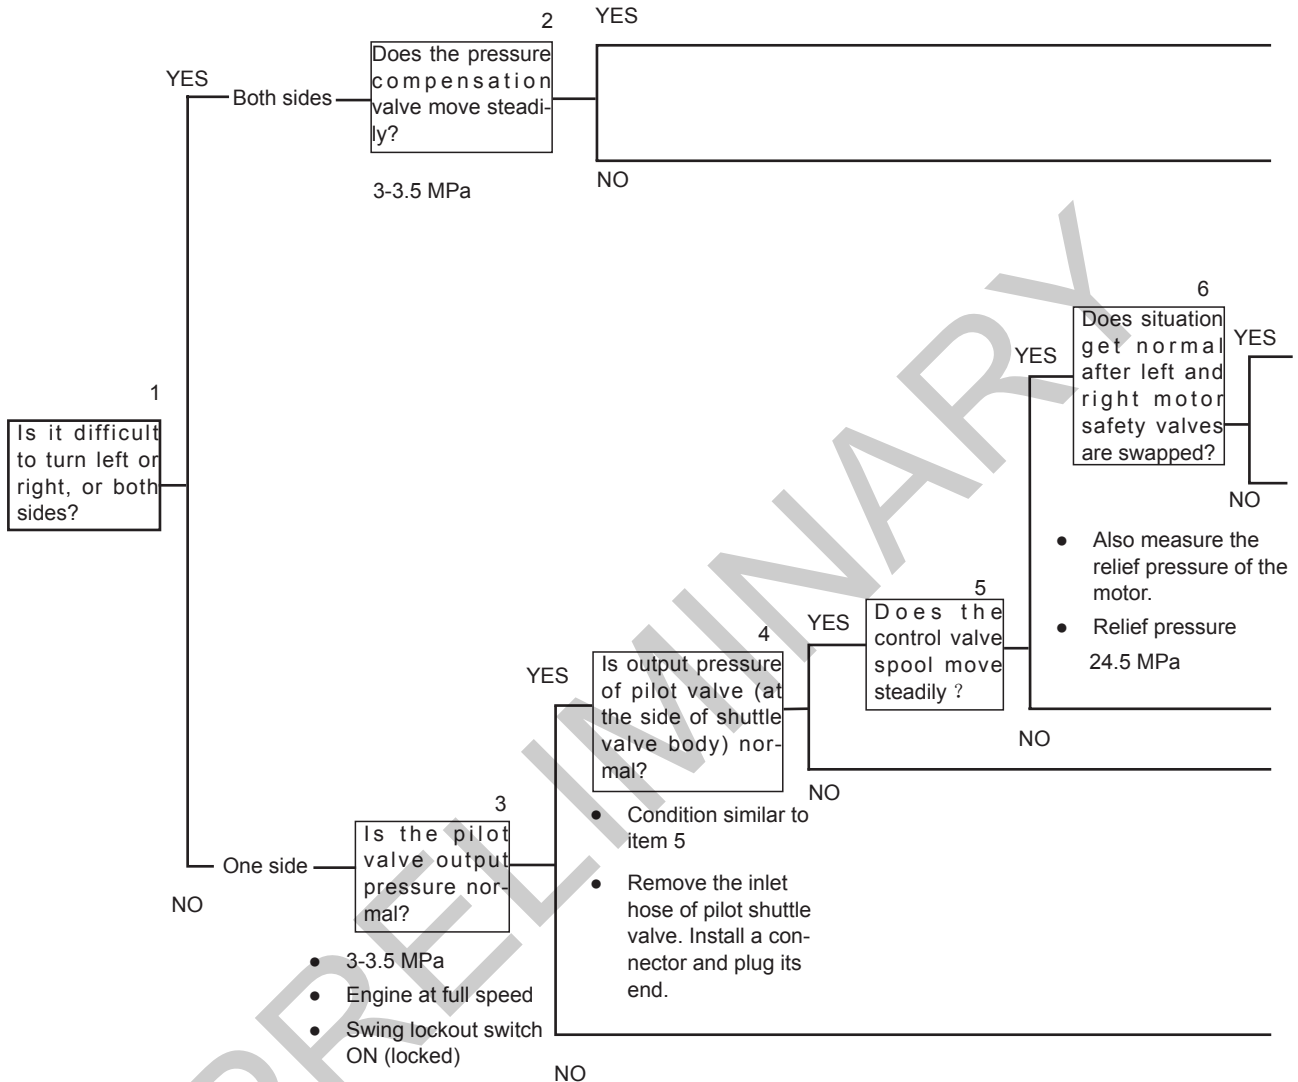 YES
2
Does the pressure
compensation
valve move steadi-
ly?
YES
Both sides
3-3.5 MPa
NO
6
Does situation
get normal
after left and
right motor
safety valves
are swapped?
YES
YES
NO
1
Is it difficult
to turn left or
right, or both
sides?
● Also measure the
relief pressure of the
motor.
● Relief pressure
24.5 MPa
5
Does the
control valve
spool move
steadily ?
YES
NO
4
Is output pressure
of pilot valve (at
the side of shuttle
valve body) nor-
mal?
YES
NO
● Condition similar to
item 5
● Remove the inlet
hose of pilot shuttle
valve. Install a con-
nector and plug its
end.
3
Is the pilot
valve output
pressure nor-
mal?
One side
NO
● 3-3.5 MPa
● Engine at full speed
● Swing lockout switch
ON (locked)
NO
PRELIMINARY